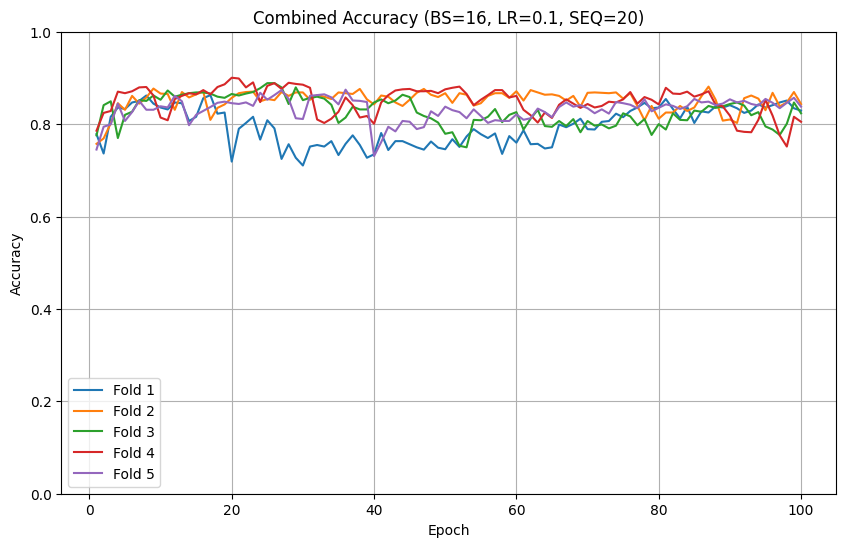 Combined Accuracy (BS=16, LR=0.1, SEQ=20)
1.0
0.8
0.6
0.4
0.2
0.0
Accuracy
Fold 1
Fold 2
Fold 3
Fold 4
Fold 5
0 20 40 60 80 100
Epoch